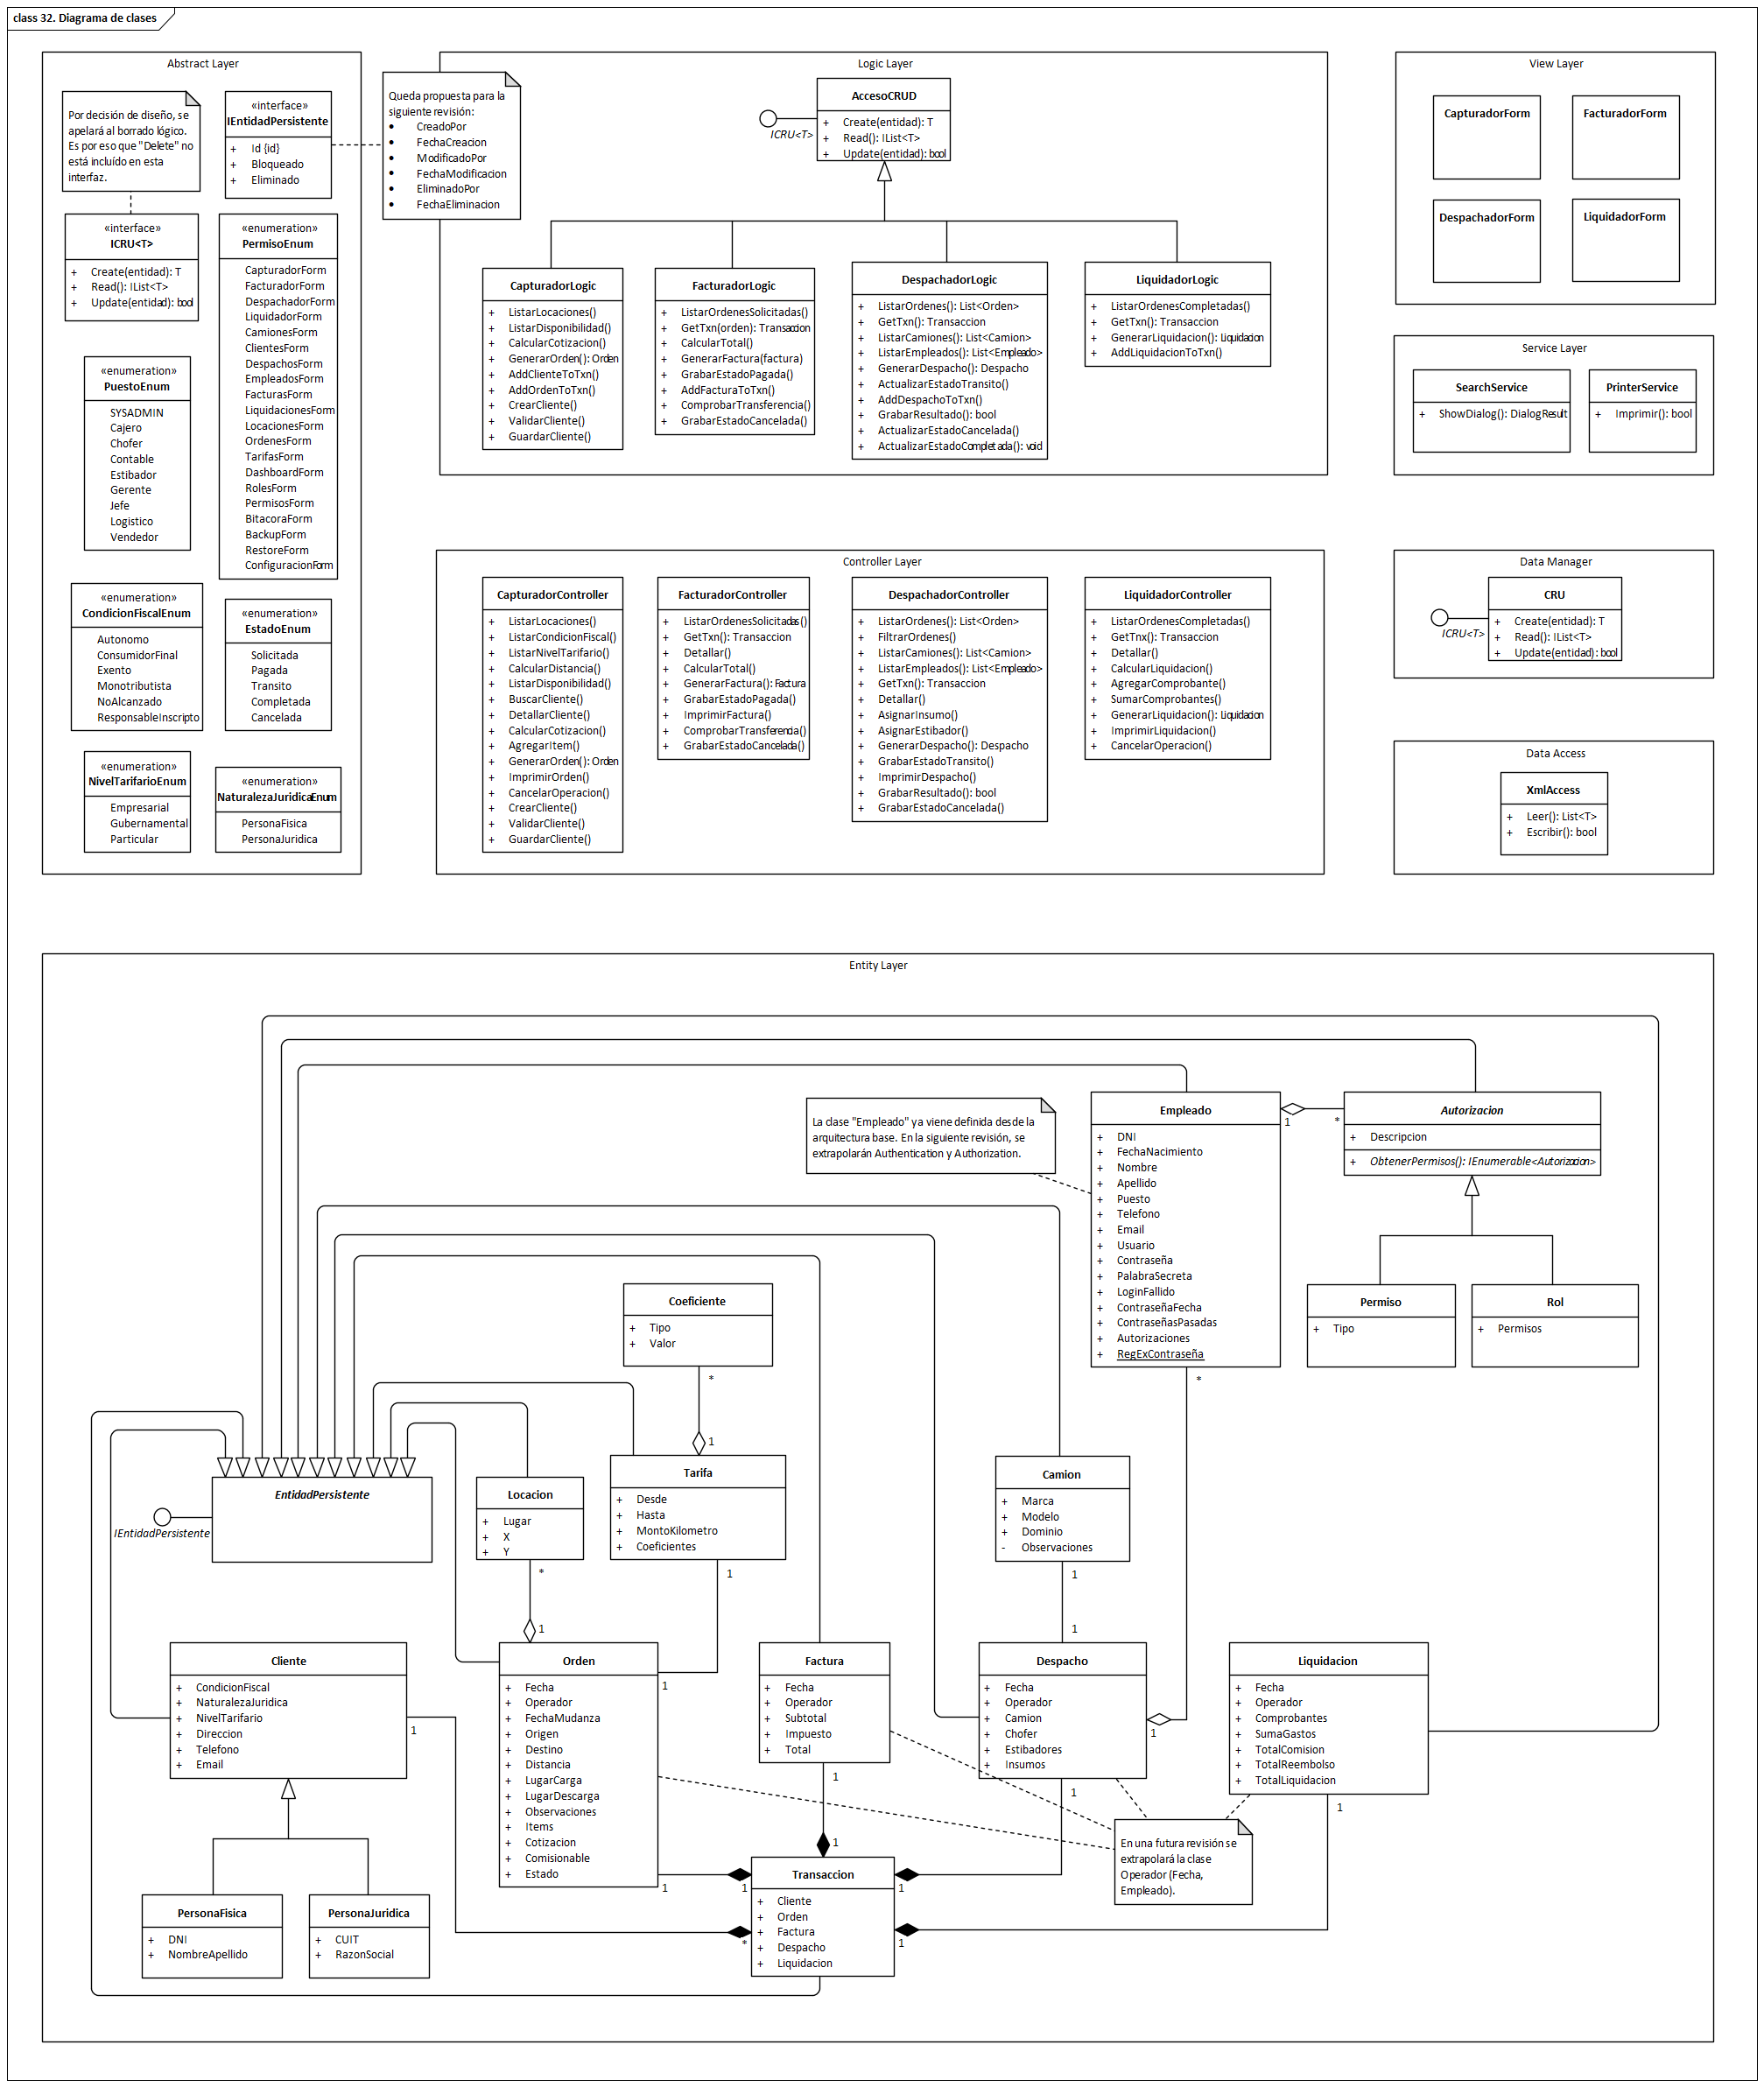 class 32. Diagrama de clases
Abstract Layer
Por decisión de diseño, se
apelará al borrado lógico.
Es por eso que "Delete" no
está incluído en esta
interfaz.
«interface»
IEntidadPersistente
+ Id {id}
+ Bloqueado
+ Eliminado
Queda propuesta para la
siguiente revisión:
• CreadoPor
• FechaCreacion
• ModificadoPor
• FechaModificacion
• EliminadoPor
• FechaEliminacion
«interface»
ICRU<T>
+ Create(entidad): T
+ Read(): IList<T>
+ Update(entidad): bool
«enumeration»
PermisoEnum
CapturadorForm
FacturadorForm
DespachadorForm
LiquidadorForm
CamionesForm
ClientesForm
DespachosForm
EmpleadosForm
FacturasForm
LiquidacionesForm
LocacionesForm
OrdenesForm
TarifasForm
DashboardForm
RolesForm
PermisosForm
BitacoraForm
BackupForm
RestoreForm
ConfiguracionForm
«enumeration»
PuestoEnum
SYSADMIN
Cajero
Chofer
Contable
Estibador
Gerente
Jefe
Logistico
Vendedor
«enumeration»
CondicionFiscalEnum
Autonomo
ConsumidorFinal
Exento
Monotributista
NoAlcanzado
ResponsableInscripto
«enumeration»
EstadoEnum
Solicitada
Pagada
Transito
Completada
Cancelada
«enumeration»
NivelTarifarioEnum
Empresarial
Gubernamental
Particular
«enumeration»
NaturalezaJuridicaEnum
PersonaFisica
PersonaJuridica
Logic Layer
AccesoCRUD
+ Create(entidad): T
+ Read(): IList<T>
+ Update(entidad): bool
ICRU<T>
CapturadorLogic
+ ListarLocaciones()
+ ListarDisponibilidad()
+ CalcularCotizacion()
+ GenerarOrden(): Orden
+ AddClienteToTxn()
+ AddOrdenToTxn()
+ CrearCliente()
+ ValidarCliente()
+ GuardarCliente()
FacturadorLogic
+ ListarOrdenesSolicitadas()
+ GetTxn(orden): Transaccion
+ CalcularTotal()
+ GenerarFactura(factura)
+ GrabarEstadoPagada()
+ AddFacturaToTxn()
+ ComprobarTransferencia()
+ GrabarEstadoCancelada()
DespachadorLogic
+ ListarOrdenes(): List<Orden>
+ GetTxn(): Transaccion
+ ListarCamiones(): List<Camion>
+ ListarEmpleados(): List<Empleado>
+ GenerarDespacho(): Despacho
+ ActualizarEstadoTransito()
+ AddDespachoToTxn()
+ GrabarResultado(): bool
+ ActualizarEstadoCancelada()
+ ActualizarEstadoCompletada(): void
LiquidadorLogic
+ ListarOrdenesCompletadas()
+ GetTxn(): Transaccion
+ GenerarLiquidacion(): Liquidacion
+ AddLiquidacionToTxn()
View Layer
CapturadorForm
FacturadorForm
DespachadorForm
LiquidadorForm
Service Layer
SearchService
+ ShowDialog(): DialogResult
PrinterService
+ Imprimir(): bool
Controller Layer
CapturadorController
+ ListarLocaciones()
+ ListarCondicionFiscal()
+ ListarNivelTarifario()
+ CalcularDistancia()
+ ListarDisponibilidad()
+ BuscarCliente()
+ DetallarCliente()
+ CalcularCotizacion()
+ AgregarItem()
+ GenerarOrden(): Orden
+ ImprimirOrden()
+ CancelarOperacion()
+ CrearCliente()
+ ValidarCliente()
+ GuardarCliente()
FacturadorController
+ ListarOrdenesSolicitadas()
+ GetTxn(): Transaccion
+ Detallar()
+ CalcularTotal()
+ GenerarFactura(): Factura
+ GrabarEstadoPagada()
+ ImprimirFactura()
+ ComprobarTransferencia()
+ GrabarEstadoCancelada()
DespachadorController
+ ListarOrdenes(): List<Orden>
+ FiltrarOrdenes()
+ ListarCamiones(): List<Camion>
+ ListarEmpleados(): List<Empleado>
+ GetTxn(): Transaccion
+ Detallar()
+ AsignarInsumo()
+ AsignarEstibador()
+ GenerarDespacho(): Despacho
+ GrabarEstadoTransito()
+ ImprimirDespacho()
+ GrabarResultado(): bool
+ GrabarEstadoCancelada()
LiquidadorController
+ ListarOrdenesCompletadas()
+ GetTnx(): Transaccion
+ Detallar()
+ CalcularLiquidacion()
+ AgregarComprobante()
+ SumarComprobantes()
+ GenerarLiquidacion(): Liquidacion
+ ImprimirLiquidacion()
+ CancelarOperacion()
Data Manager
CRU
+ Create(entidad): T
+ Read(): IList<T>
+ Update(entidad): bool
ICRU<T>
Data Access
XmlAccess
+ Leer(): List<T>
+ Escribir(): bool
Entity Layer
La clase "Empleado" ya viene definida desde la
arquitectura base. En la siguiente revisión, se
extrapolarán Authentication y Authorization.
Empleado
+ DNI
+ FechaNacimiento
+ Nombre
+ Apellido
+ Puesto
+ Telefono
+ Email
+ Usuario
+ Contraseña
+ PalabraSecreta
+ LoginFallido
+ ContraseñaFecha
+ ContraseñasPasadas
+ Autorizaciones
+ RegExContraseña
1
*
Autorizacion
+ Descripcion
+ ObtenerPermisos(): IEnumerable<Autorizacion>
Permiso
+ Tipo
Rol
+ Permisos
*
Coeficiente
+ Tipo
+ Valor
*
1
Tarifa
+ Desde
+ Hasta
+ MontoKilometro
+ Coeficientes
1
EntidadPersistente
IEntidadPersistente
Locacion
+ Lugar
+ X
+ Y
*
1
Camion
+ Marca
+ Modelo
+ Dominio
- Observaciones
1
1
Cliente
+ CondicionFiscal
+ NaturalezaJuridica
+ NivelTarifario
+ Direccion
+ Telefono
+ Email
1
Orden
+ Fecha
+ Operador
+ FechaMudanza
+ Origen
+ Destino
+ Distancia
+ LugarCarga
+ LugarDescarga
+ Observaciones
+ Items
+ Cotizacion
+ Comisionable
+ Estado
1
1
Factura
+ Fecha
+ Operador
+ Subtotal
+ Impuesto
+ Total
1
1
Despacho
+ Fecha
+ Operador
+ Camion
+ Chofer
+ Estibadores
+ Insumos
1
1
Liquidacion
+ Fecha
+ Operador
+ Comprobantes
+ SumaGastos
+ TotalComision
+ TotalReembolso
+ TotalLiquidacion
1
En una futura revisión se
extrapolará la clase
Operador (Fecha,
Empleado).
PersonaFisica
+ DNI
+ NombreApellido
PersonaJuridica
+ CUIT
+ RazonSocial
Transaccion
+ Cliente
+ Orden
+ Factura
+ Despacho
+ Liquidacion
1
*
1
1